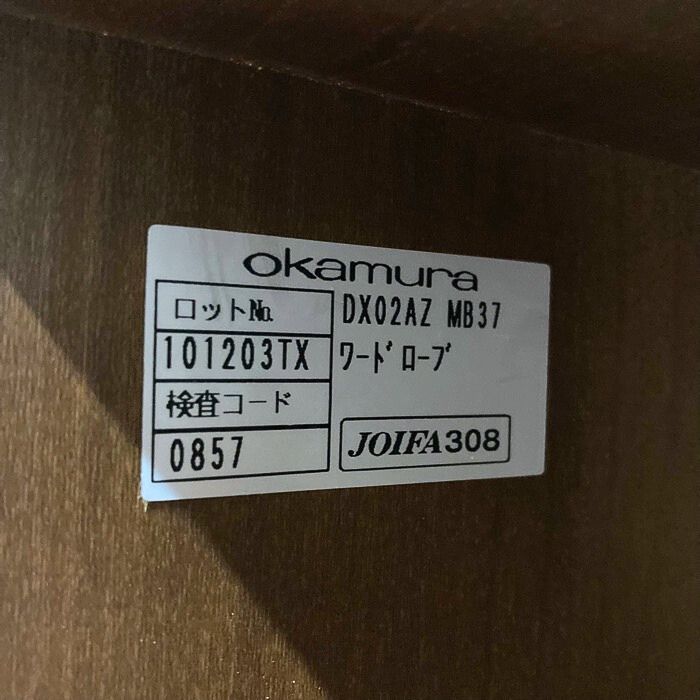 okamura
ロット№
DX02AZ MB37
101203TX
ﾜｰﾄﾞﾛｰﾌﾞ
検査コード
0857
JOIFA308